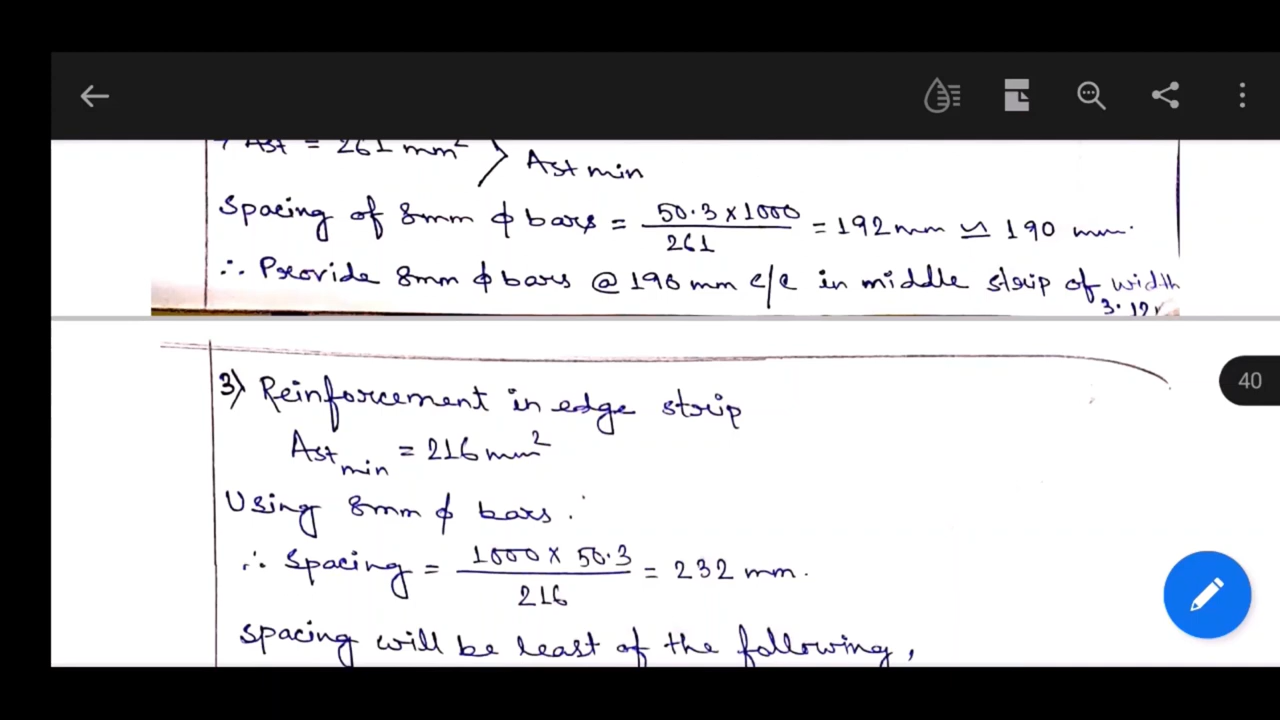 Ast = 261 mm² > Ast min
Spacing of 8mm ϕ bars = 50.3 x 1000 / 261 = 192mm ≃ 190 mm.
∴ Provide 8mm ϕ bars @ 190 mm c/c in middle strip of width
40
3) Reinforcement in edge strip
Ast min = 216 mm²
Using 8mm ϕ bars.
∴ Spacing = 1000 x 50.3 / 216 = 232 mm.
spacing will be least of the following,